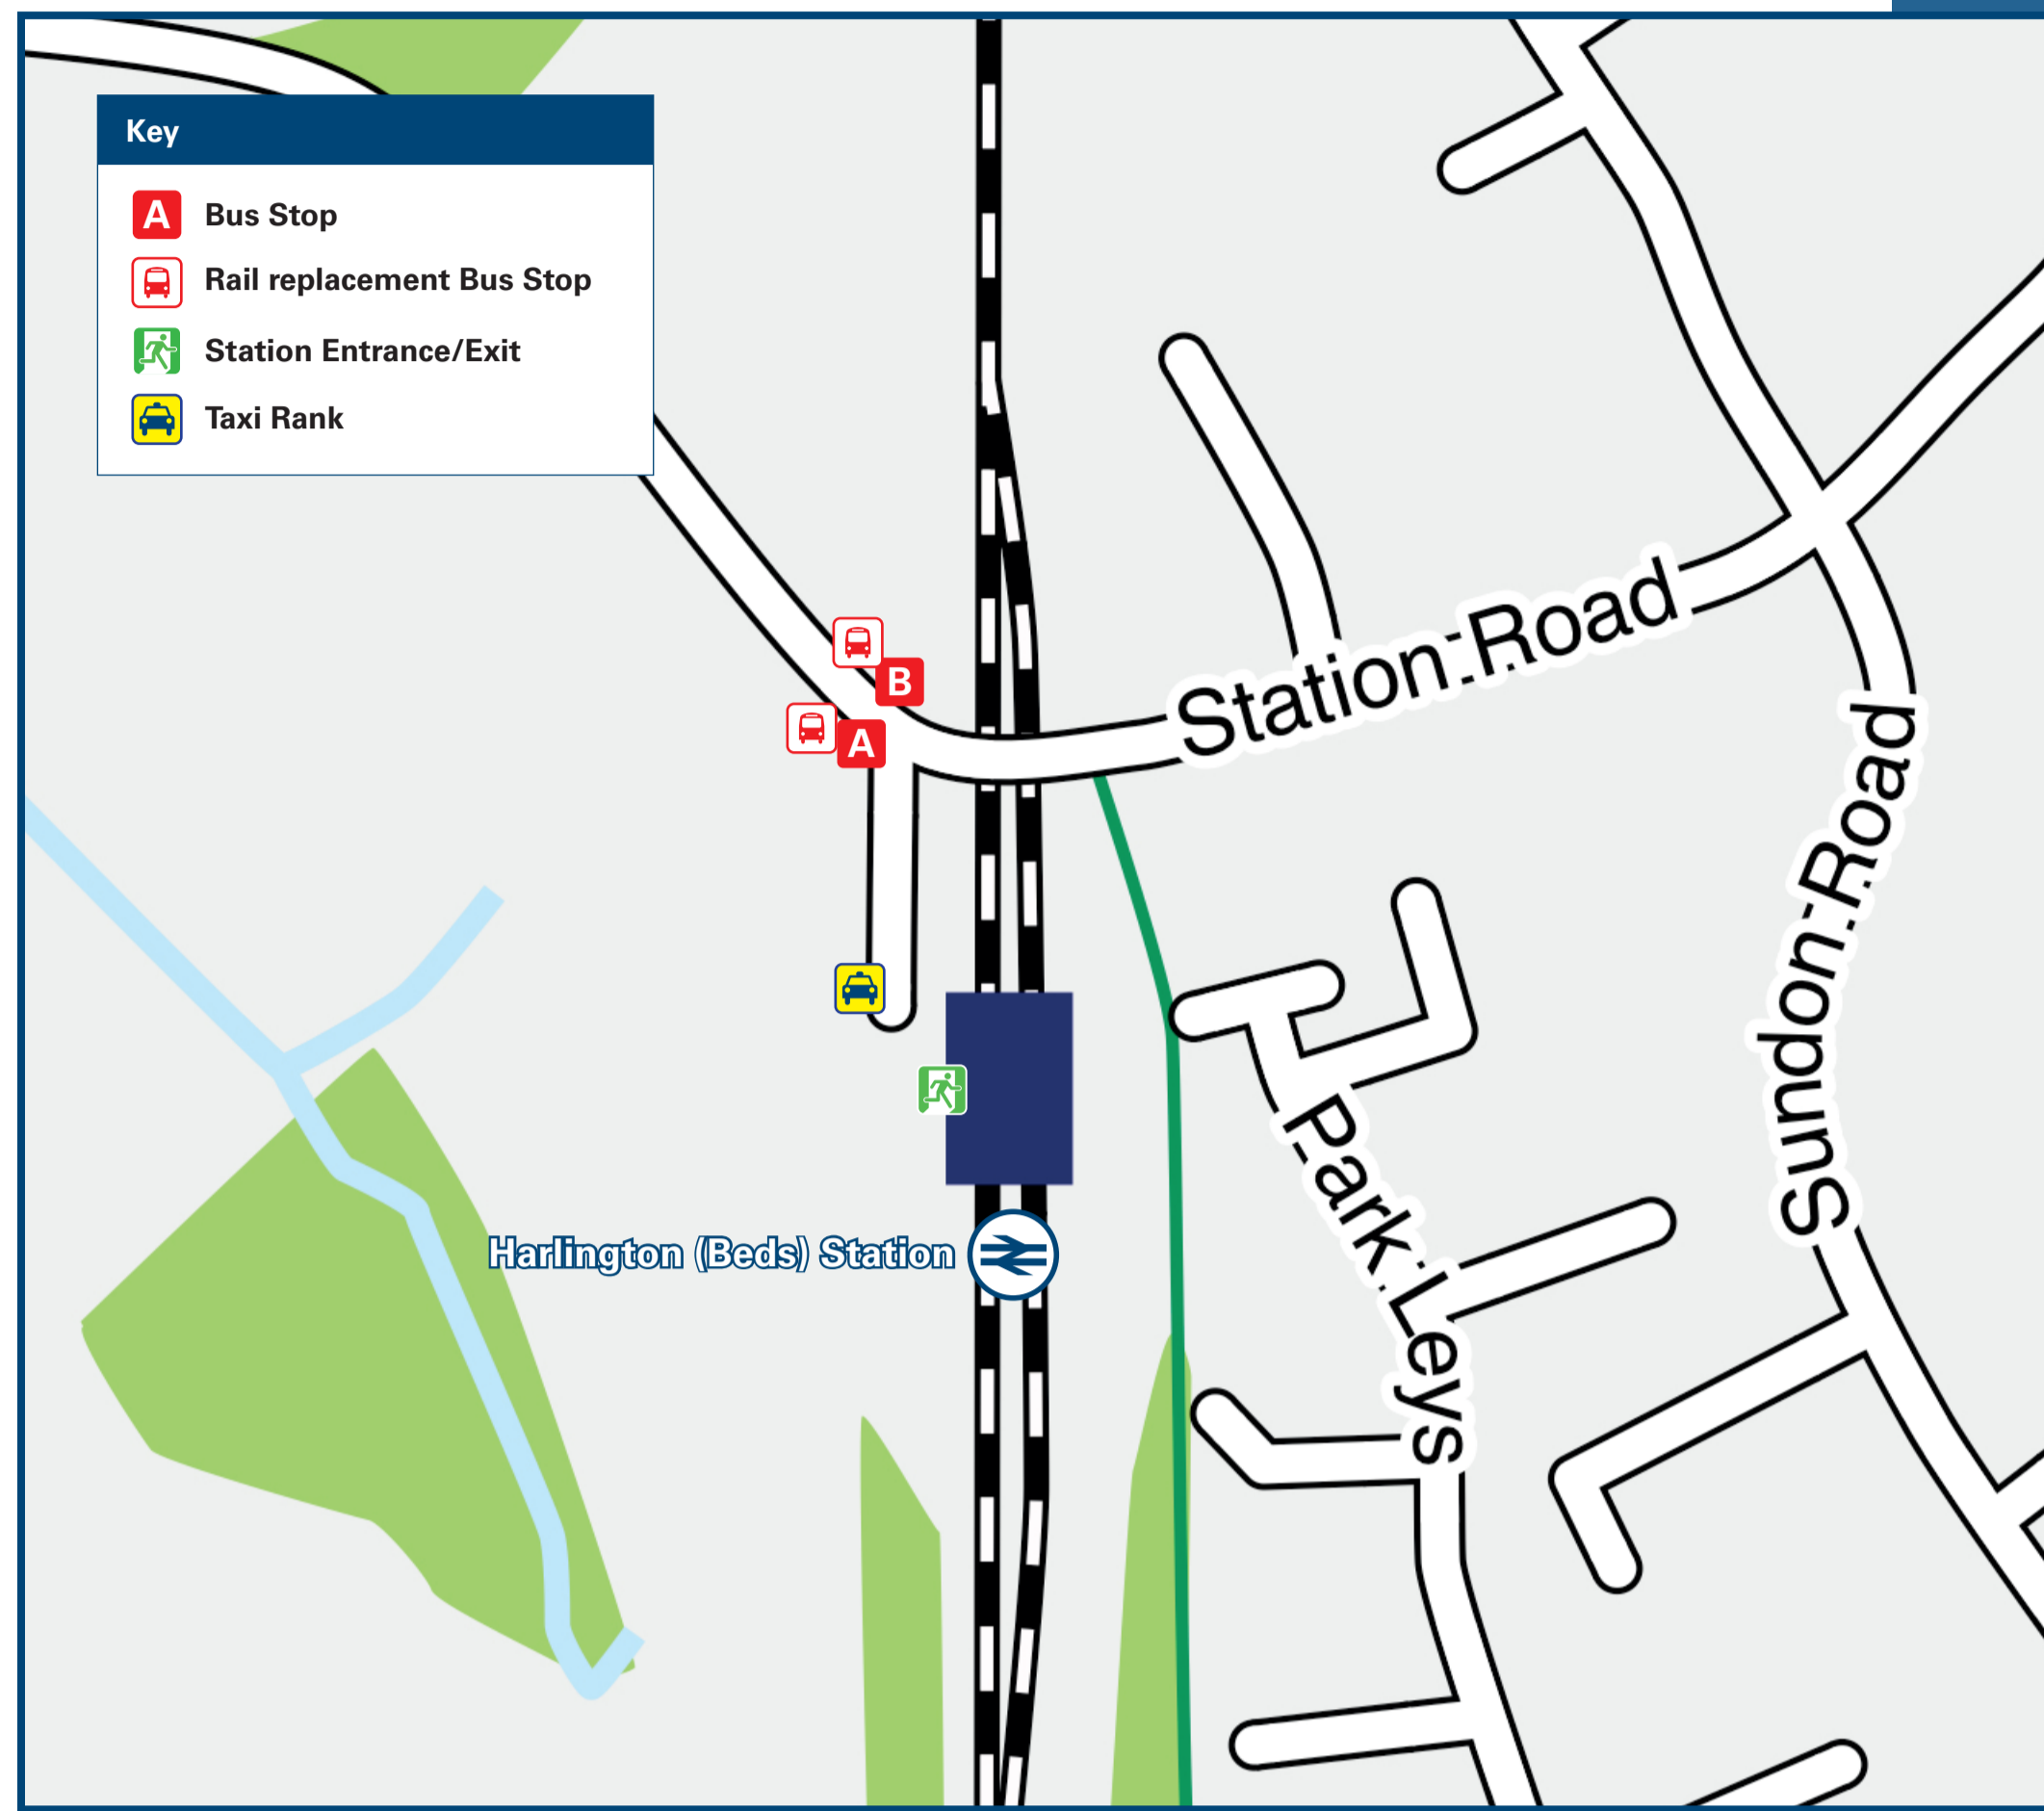 Key
A Bus Stop
Rail replacement Bus Stop
Station Entrance/Exit
Taxi Rank
B
A
Station Road
Sundon Road
Park Leys
Harlington (Beds) Station